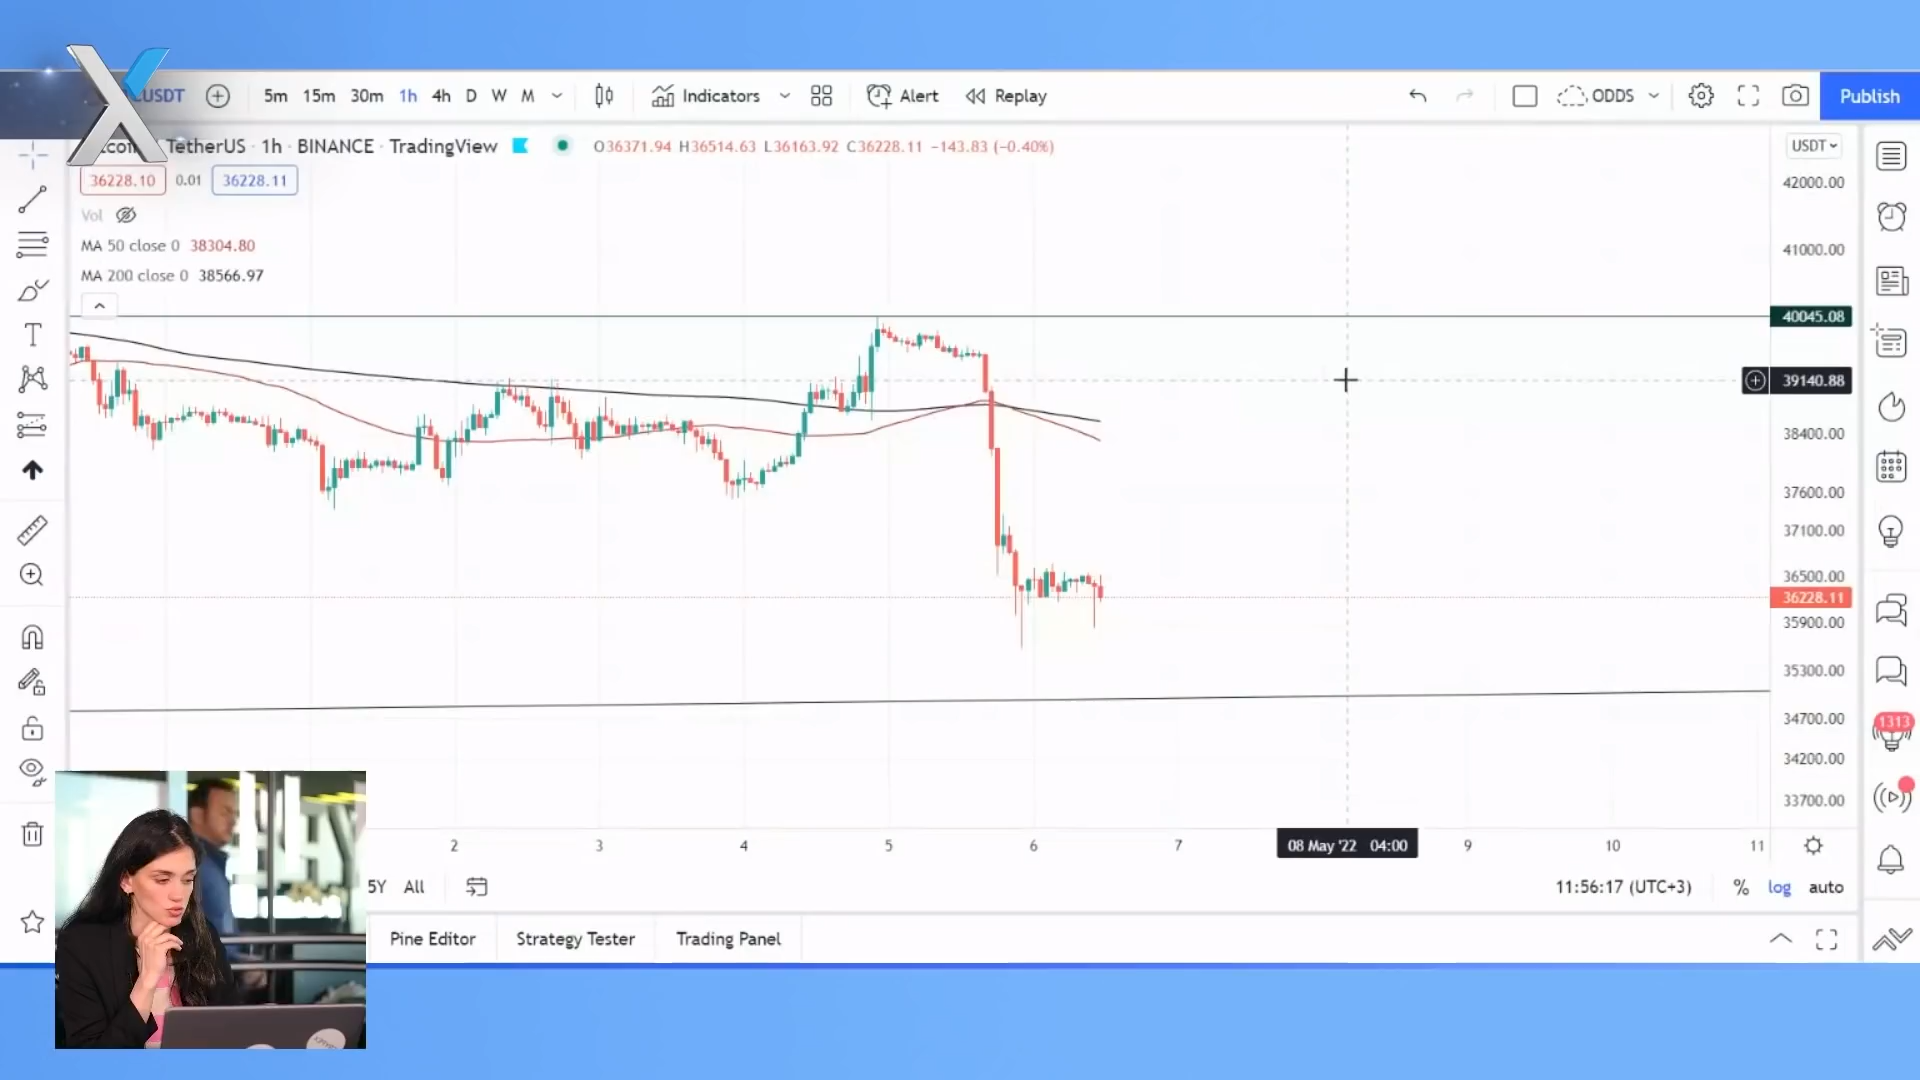 USDT 5m 15m 30m 1h 4h D W M Indicators Alert Replay ODDS Publish
TetherUS · 1h · BINANCE · TradingView O36371.94 H36514.63 L36163.92 C36228.11 −143.83 (−0.40%) USDT
36228.10 0.01 36228.11
Vol
MA 50 close 0 38304.80
MA 200 close 0 38566.97
42000.00
41000.00
40045.08
39140.88
38400.00
37600.00
37100.00
36500.00
36228.11
35900.00
35300.00
34700.00
34200.00
33700.00
1313
2 3 4 5 6 7 08 May '22 04:00 9 10 11
5Y All 11:56:17 (UTC+3) % log auto
Pine Editor Strategy Tester Trading Panel